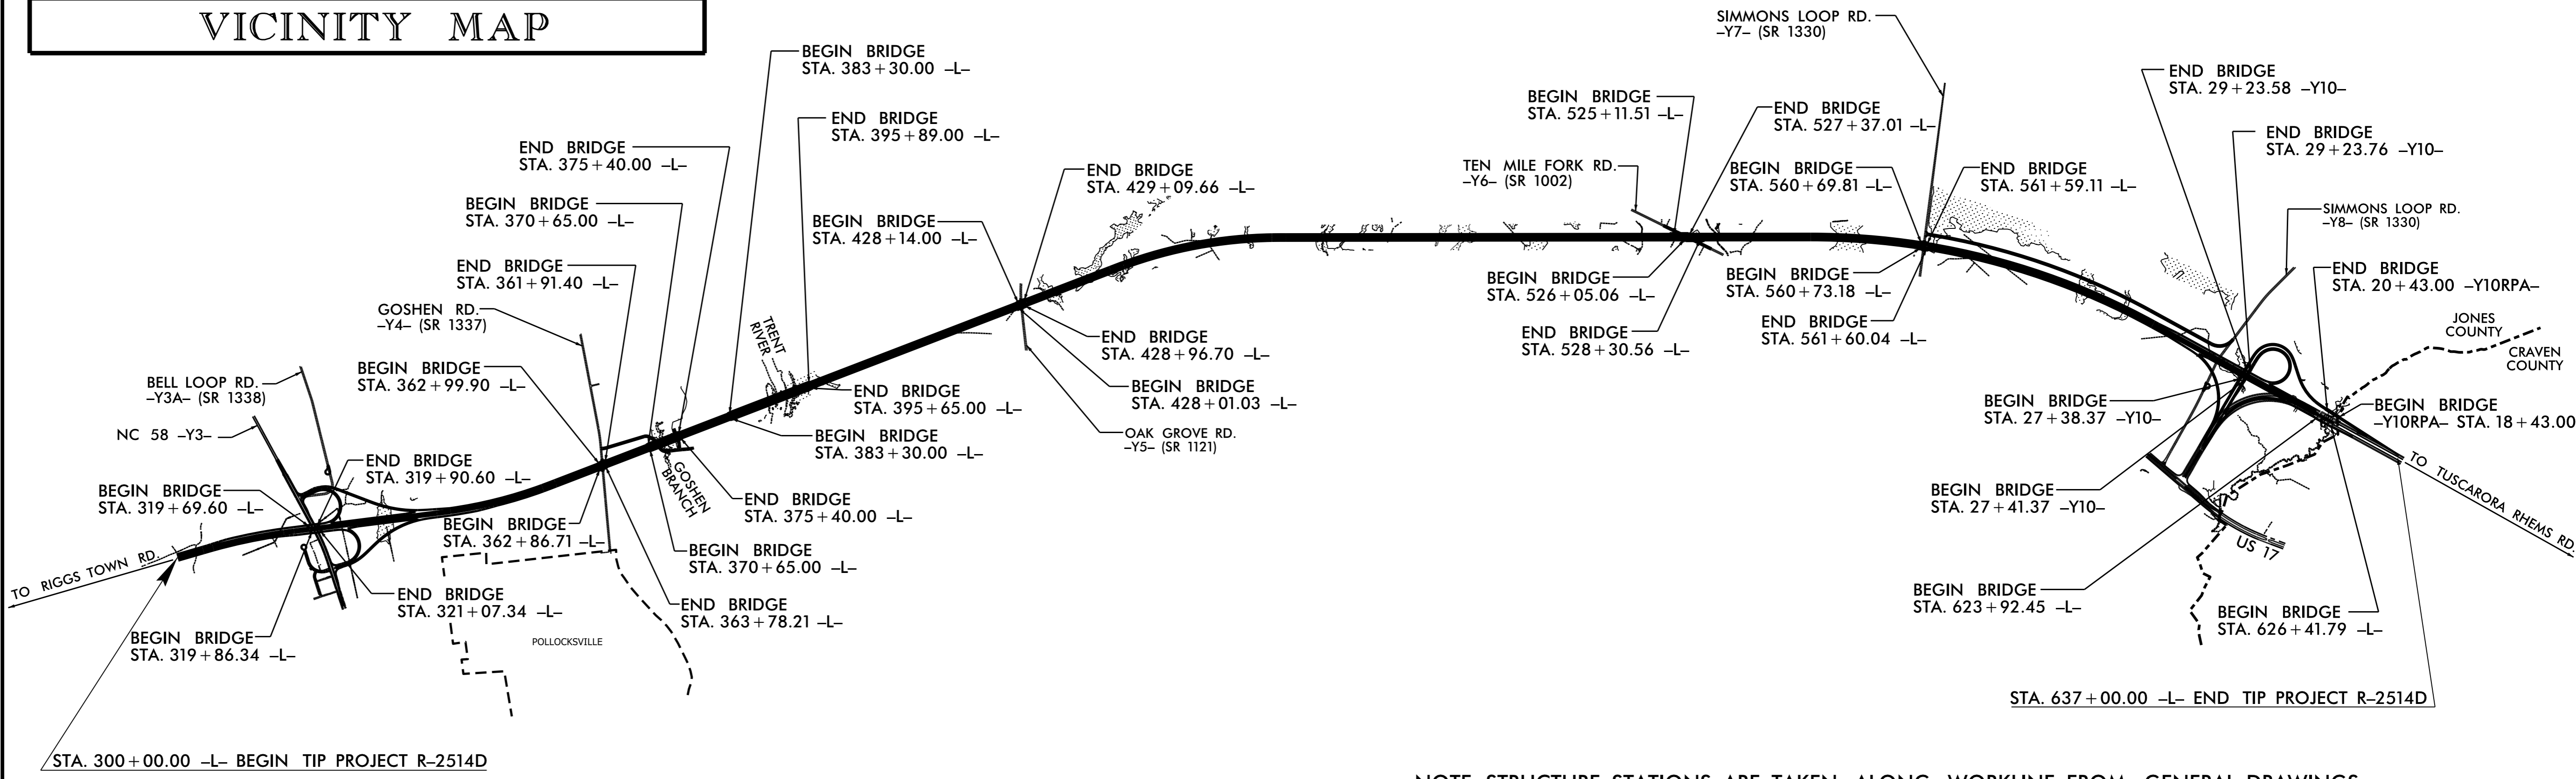 VICINITY MAP
BEGIN BRIDGE
STA. 383+30.00 –L–
END BRIDGE
STA. 395+89.00 –L–
END BRIDGE
STA. 375+40.00 –L–
BEGIN BRIDGE
STA. 370+65.00 –L–
END BRIDGE
STA. 361+91.40 –L–
GOSHEN RD.
–Y4– (SR 1337)
BEGIN BRIDGE
STA. 362+99.90 –L–
BELL LOOP RD.
–Y3A– (SR 1338)
NC 58 –Y3–
END BRIDGE
STA. 319+90.60 –L–
BEGIN BRIDGE
STA. 319+69.60 –L–
TO RIGGS TOWN RD.
BEGIN BRIDGE
STA. 319+86.34 –L–
END BRIDGE
STA. 321+07.34 –L–
BEGIN BRIDGE
STA. 362+86.71 –L–
POLLOCKSVILLE
END BRIDGE
STA. 363+78.21 –L–
BEGIN BRIDGE
STA. 370+65.00 –L–
END BRIDGE
STA. 375+40.00 –L–
GOSHEN
BRANCH
TRENT
RIVER
BEGIN BRIDGE
STA. 383+30.00 –L–
END BRIDGE
STA. 395+65.00 –L–
BEGIN BRIDGE
STA. 428+14.00 –L–
END BRIDGE
STA. 429+09.66 –L–
END BRIDGE
STA. 428+96.70 –L–
BEGIN BRIDGE
STA. 428+01.03 –L–
OAK GROVE RD.
–Y5– (SR 1121)
SIMMONS LOOP RD.
–Y7– (SR 1330)
BEGIN BRIDGE
STA. 525+11.51 –L–
END BRIDGE
STA. 527+37.01 –L–
TEN MILE FORK RD.
–Y6– (SR 1002)
BEGIN BRIDGE
STA. 560+69.81 –L–
END BRIDGE
STA. 561+59.11 –L–
BEGIN BRIDGE
STA. 526+05.06 –L–
BEGIN BRIDGE
STA. 560+73.18 –L–
END BRIDGE
STA. 528+30.56 –L–
END BRIDGE
STA. 561+60.04 –L–
END BRIDGE
STA. 29+23.58 –Y10–
END BRIDGE
STA. 29+23.76 –Y10–
SIMMONS LOOP RD.
–Y8– (SR 1330)
END BRIDGE
STA. 20+43.00 –Y10RPA–
JONES
COUNTY
CRAVEN
COUNTY
BEGIN BRIDGE
STA. 27+38.37 –Y10–
BEGIN BRIDGE
–Y10RPA– STA. 18+43.00
TO TUSCARORA RHEMS RD.
BEGIN BRIDGE
STA. 27+41.37 –Y10–
US 17
BEGIN BRIDGE
STA. 623+92.45 –L–
BEGIN BRIDGE
STA. 626+41.79 –L–
STA. 637+00.00 –L– END TIP PROJECT R–2514D
STA. 300+00.00 –L– BEGIN TIP PROJECT R–2514D
NOTE STRUCTURE STATIONS ARE TAKEN ALONG WORKLINE FROM GENERAL DRAWINGS